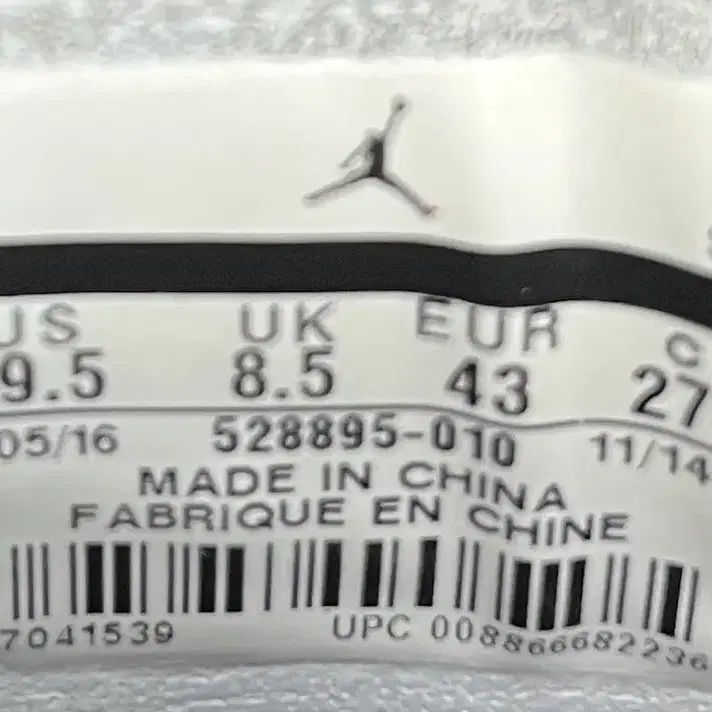 US UK EUR C
9.5 8.5 43 27
05/16 528895-010 11/14
MADE IN CHINA
FABRIQUE EN CHINE
7041539 UPC 008866682236